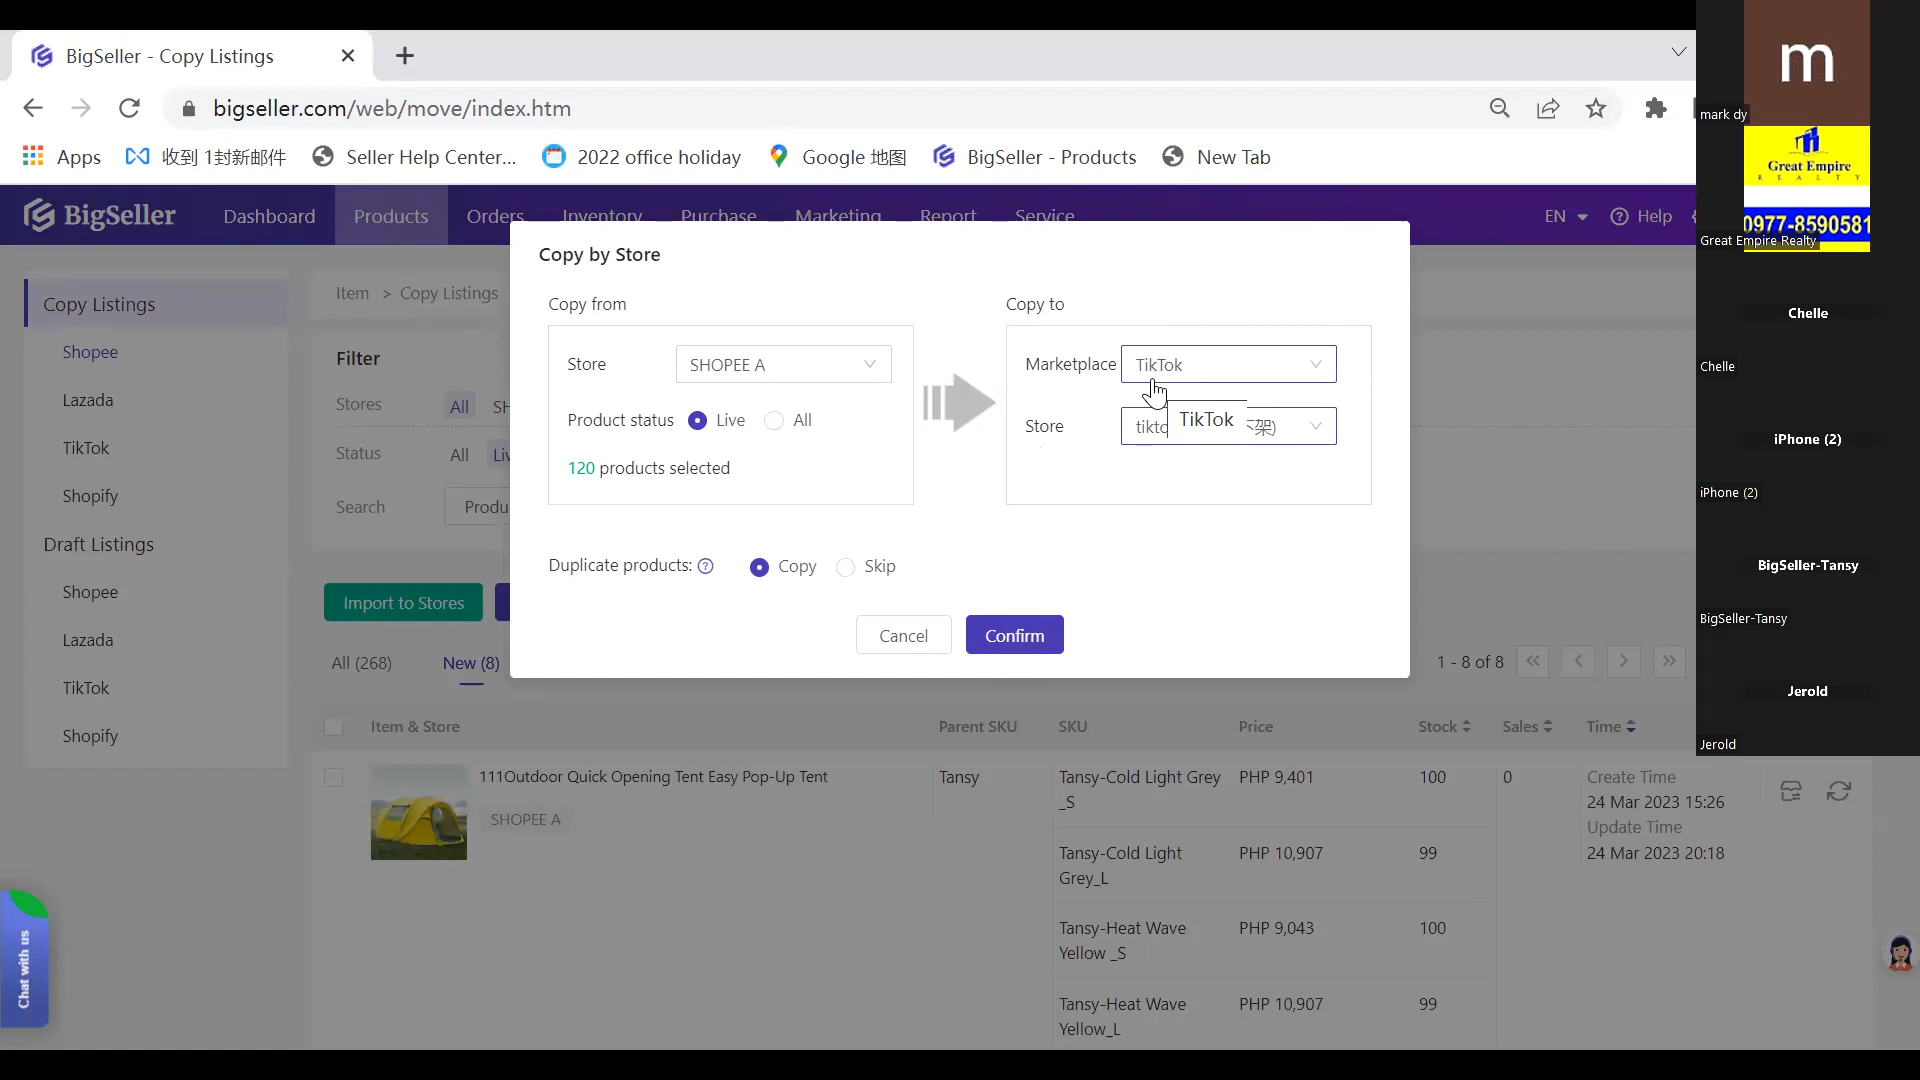 BigSeller - Copy Listings
bigseller.com/web/move/index.htm
Apps
收到 1封新邮件
Seller Help Center...
2022 office holiday
Google 地图
BigSeller - Products
New Tab
BigSeller
Dashboard
Products
Orders
Inventory
Purchase
Marketing
Report
Service
EN
Help
Copy Listings
Shopee
Lazada
TikTok
Shopify
Draft Listings
Shopee
Lazada
TikTok
Shopify
Item > Copy Listings
Filter
Stores All SH
Status All Liv
Search Produ
Import to Stores
All (268)
New (8)
1 - 8 of 8
Copy by Store
Copy from
Store SHOPEE A
Product status Live All
120 products selected
Copy to
Marketplace TikTok
Store tikto 架)
TikTok
Duplicate products: ? Copy Skip
Cancel
Confirm
Item & Store
Parent SKU
SKU
Price
Stock
Sales
Time
111Outdoor Quick Opening Tent Easy Pop-Up Tent
SHOPEE A
Tansy
Tansy-Cold Light Grey
_S
PHP 9,401
100
0
Create Time
24 Mar 2023 15:26
Update Time
24 Mar 2023 20:18
Tansy-Cold Light
Grey_L
PHP 10,907
99
Tansy-Heat Wave
Yellow _S
PHP 9,043
100
Tansy-Heat Wave
Yellow_L
PHP 10,907
99
Chat with us
m
mark dy
Great Empire
REALTY
0977-8590581
Great Empire Realty
Chelle
Chelle
iPhone (2)
iPhone (2)
BigSeller-Tansy
BigSeller-Tansy
Jerold
Jerold